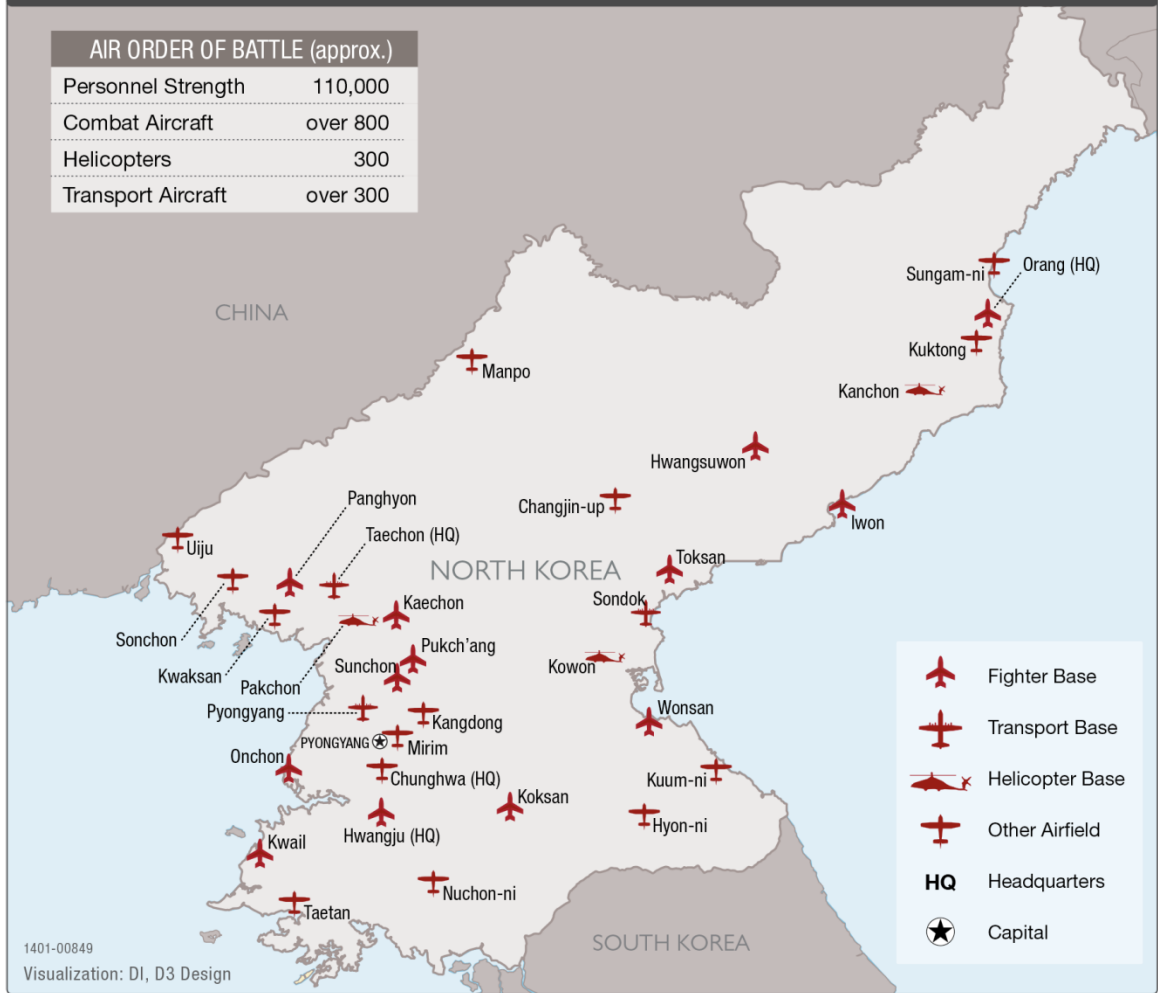 AIR ORDER OF BATTLE (approx.)
Personnel Strength 110,000
Combat Aircraft over 800
Helicopters 300
Transport Aircraft over 300
CHINA
Sungam-ni
Orang (HQ)
Kuktong
Manpo
Kanchon
Hwangsuwon
Panghyon
Changjin-up
Iwon
Taechon (HQ)
Uiju
Toksan
NORTH KOREA
Kaechon
Sondok
Sonchon
Pukch'ang
Kwaksan
Sunchon
Kowon
Pakchon
Pyongyang
Kangdong
Wonsan
PYONGYANG
Mirim
Onchon
Chunghwa (HQ)
Kuum-ni
Koksan
Hyon-ni
Hwangju (HQ)
Kwail
Nuchon-ni
Taetan
SOUTH KOREA
Fighter Base
Transport Base
Helicopter Base
Other Airfield
HQ Headquarters
Capital
1401-00849
Visualization: DI, D3 Design